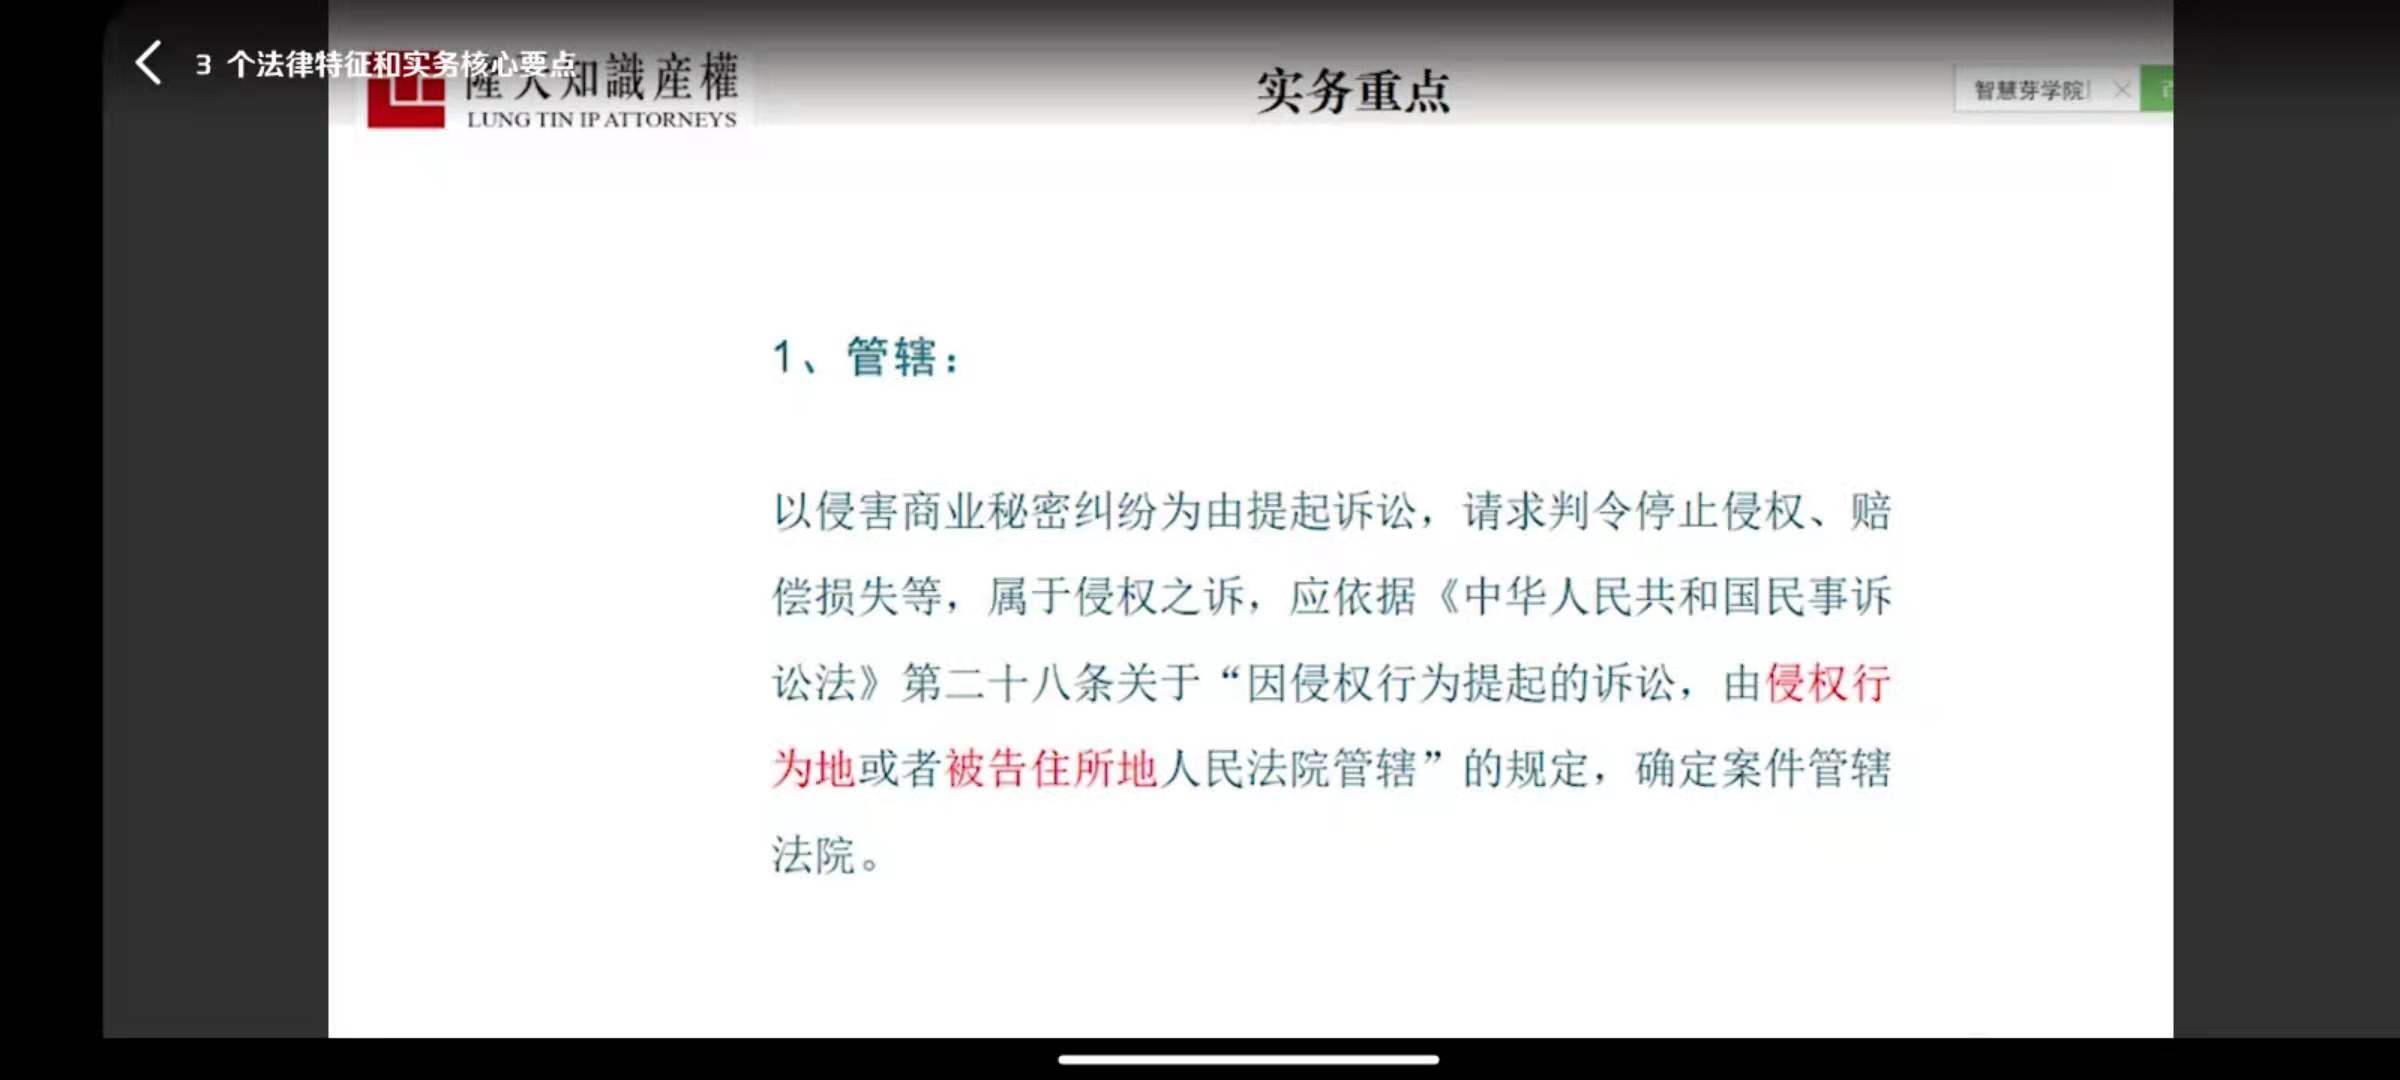 3 个法律特征和实务核心要点
知識産權
LUNG TIN IP ATTORNEYS
实务重点
智慧芽学院
1、管辖：
以侵害商业秘密纠纷为由提起诉讼，请求判令停止侵权、赔
偿损失等，属于侵权之诉，应依据《中华人民共和国民事诉
讼法》第二十八条关于“因侵权行为提起的诉讼，由侵权行
为地或者被告住所地人民法院管辖”的规定，确定案件管辖
法院。